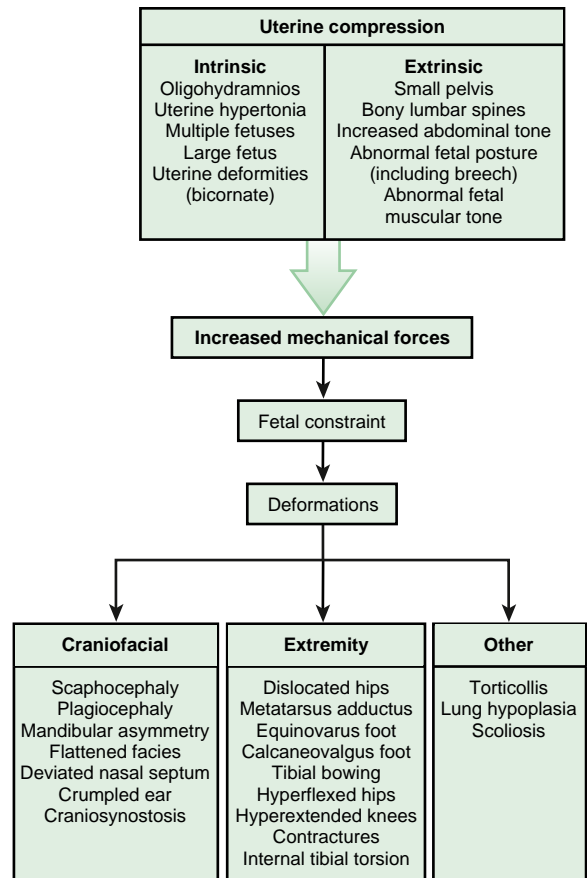 Uterine compression
Intrinsic
Oligohydramnios
Uterine hypertonia
Multiple fetuses
Large fetus
Uterine deformities
(bicornate)
Extrinsic
Small pelvis
Bony lumbar spines
Increased abdominal tone
Abnormal fetal posture
(including breech)
Abnormal fetal
muscular tone
Increased mechanical forces
Fetal constraint
Deformations
Craniofacial
Scaphocephaly
Plagiocephaly
Mandibular asymmetry
Flattened facies
Deviated nasal septum
Crumpled ear
Craniosynostosis
Extremity
Dislocated hips
Metatarsus adductus
Equinovarus foot
Calcaneovalgus foot
Tibial bowing
Hyperflexed hips
Hyperextended knees
Contractures
Internal tibial torsion
Other
Torticollis
Lung hypoplasia
Scoliosis